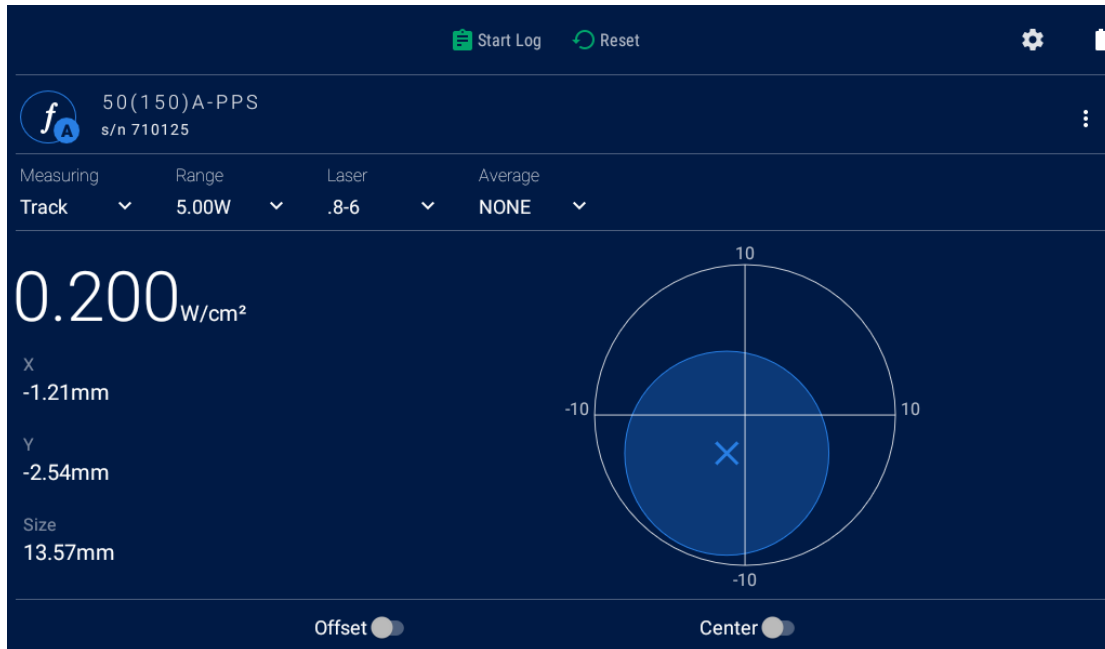 Start Log Reset
f A 50(150)A-PPS
s/n 710125
Measuring Range Laser Average
Track 5.00W .8-6 NONE
0.200W/cm²
X
-1.21mm
Y
-2.54mm
Size
13.57mm
10
-10 10
-10
Offset Center